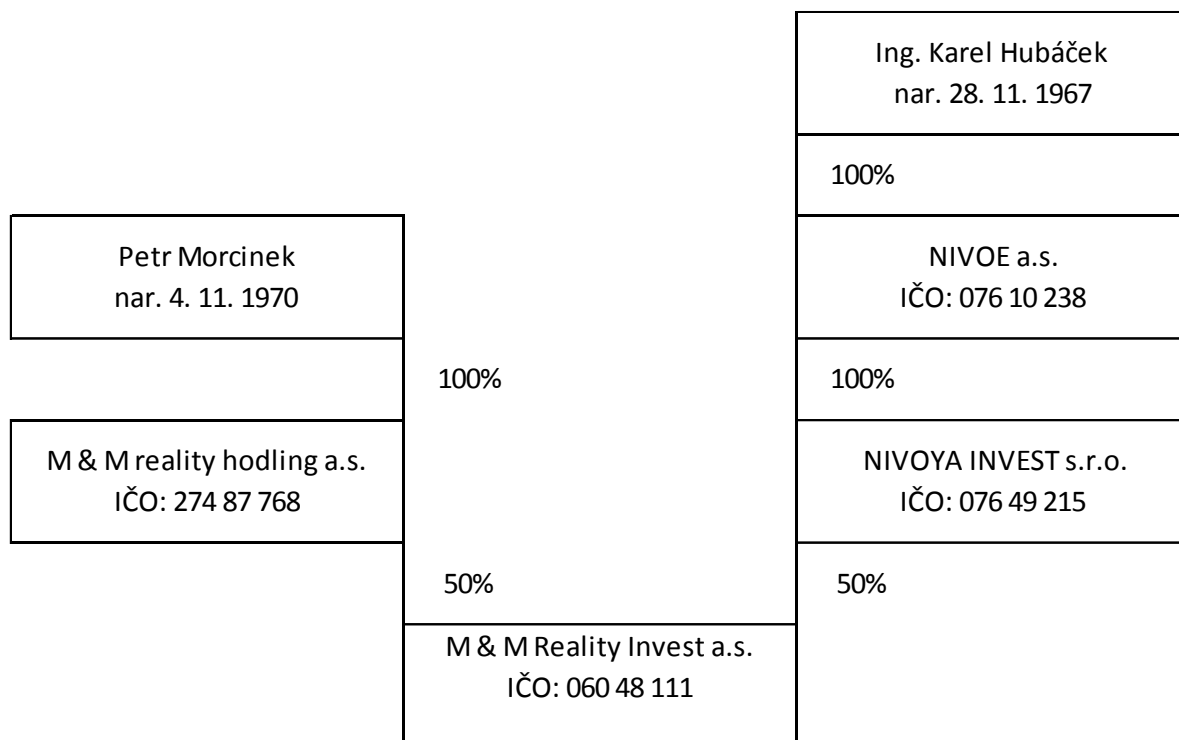 Ing. Karel Hubáček
nar. 28. 11. 1967
100%
Petr Morcinek
nar. 4. 11. 1970
NIVOE a.s.
IČO: 076 10 238
100%
100%
M & M reality hodling a.s.
IČO: 274 87 768
NIVOYA INVEST s.r.o.
IČO: 076 49 215
50%
50%
M & M Reality Invest a.s.
IČO: 060 48 111